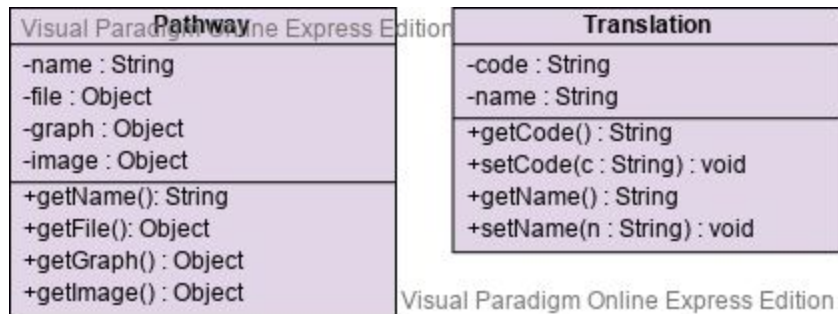 Visual Paradigm Online Express Edition
Pathway
-name : String
-file : Object
-graph : Object
-image : Object
+getName(): String
+getFile(): Object
+getGraph() : Object
+getImage() : Object
Translation
-code : String
-name : String
+getCode() : String
+setCode(c : String) : void
+getName() : String
+setName(n : String) : void
Visual Paradigm Online Express Edition